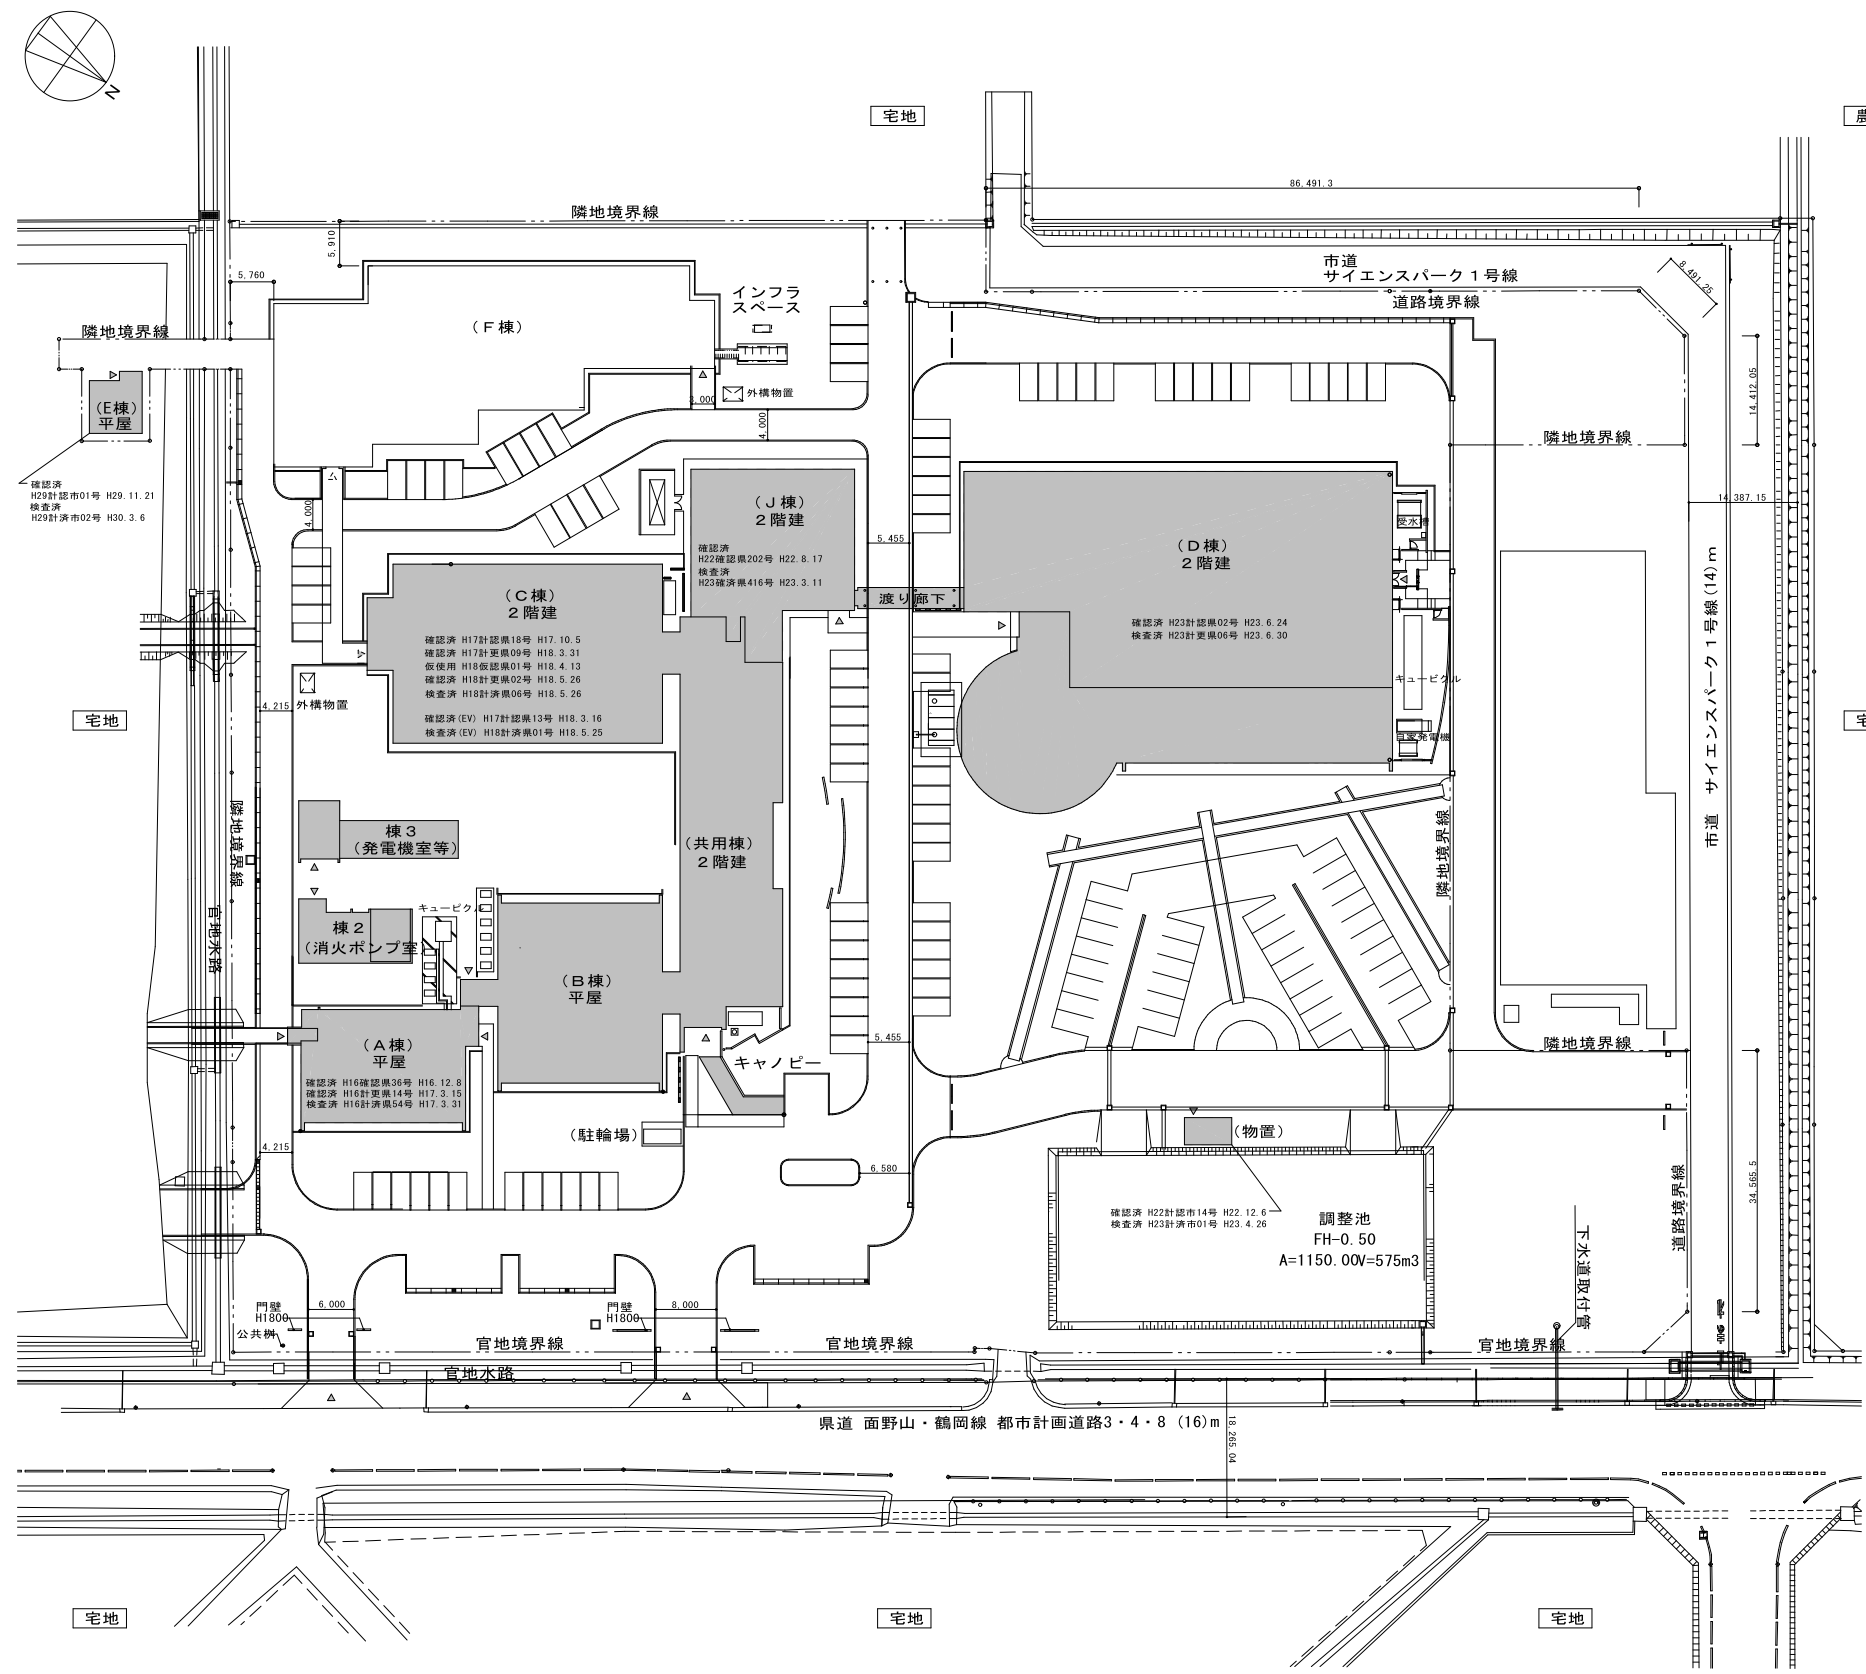 N
宅地
農
86,491.3
隣地境界線
5,910
5,760
市道
サイエンスパーク1号線
8,491.25
道路境界線
インフラ
スペース
(F棟)
隣地境界線
(E棟)
平屋
3,000
外構物置
4,000
14,412.05
隣地境界線
確認済
H29計認市01号 H29.11.21
検査済
H29計済市02号 H30.3.6
4,000
(J棟)
2階建
確認済
H22確認県202号 H22.8.17
検査済
H23確済県416号 H23.3.11
5,455
14,387.15
受水槽
(D棟)
2階建
確認済 H23計認県02号 H23.6.24
検査済 H23計更06号 H23.6.30
渡り廊下
(C棟)
2階建
確認済 H17計認県18号 H17.10.5
確認済 H17計更県09号 H18.3.31
仮使用 H18仮認県01号 H18.4.13
確認済 H18計更県02号 H18.5.26
検査済 H18計済県06号 H18.5.26
確認済(EV) H17計認県13号 H18.3.16
検査済(EV) H18計済県01号 H18.5.25
市道 サイエンスパーク1号線(14)m
キュービクル
自家発電機
4,215
外構物置
宅地
宅
隣地境界線
官地水路
棟3
(発電機室等)
(共用棟)
2階建
隣地境界線
キュービクル
棟2
(消火ポンプ室)
(B棟)
平屋
(A棟)
平屋
確認済 H16確認県36号 H16.12.8
確認済 H16計更県14号 H17.3.15
検査済 H16計済県54号 H17.3.31
5,455
キャノピー
隣地境界線
(駐輪場)
(物置)
4,215
6,580
確認済 H22計認市14号 H22.12.6
検査済 H23計済市01号 H23.4.26
調整池
FH-0.50
A=1150.00V=575m3
道路境界線
34,565.5
下水道取付管
門壁
H1800
6,000
門壁
H1800
8,000
公共桝
官地境界線
官地境界線
官地境界線
官地水路
県道 面野山・鶴岡線 都市計画道路3・4・8 (16)m
18,265.04
宅地
宅地
宅地